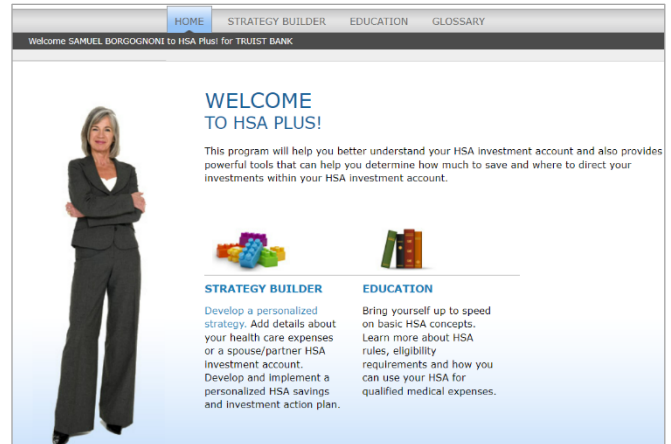 HOME STRATEGY BUILDER EDUCATION GLOSSARY
Welcome SAMUEL BORGOGNONI to HSA Plus! for TRUIST BANK
WELCOME
TO HSA PLUS!
This program will help you better understand your HSA investment account and also provides
powerful tools that can help you determine how much to save and where to direct your
investments within your HSA investment account.
STRATEGY BUILDER
Develop a personalized
strategy. Add details about
your health care expenses
or a spouse/partner HSA
investment account.
Develop and implement a
personalized HSA savings
and investment action plan.
EDUCATION
Bring yourself up to speed
on basic HSA concepts.
Learn more about HSA
rules, eligibility
requirements and how you
can use your HSA for
qualified medical expenses.